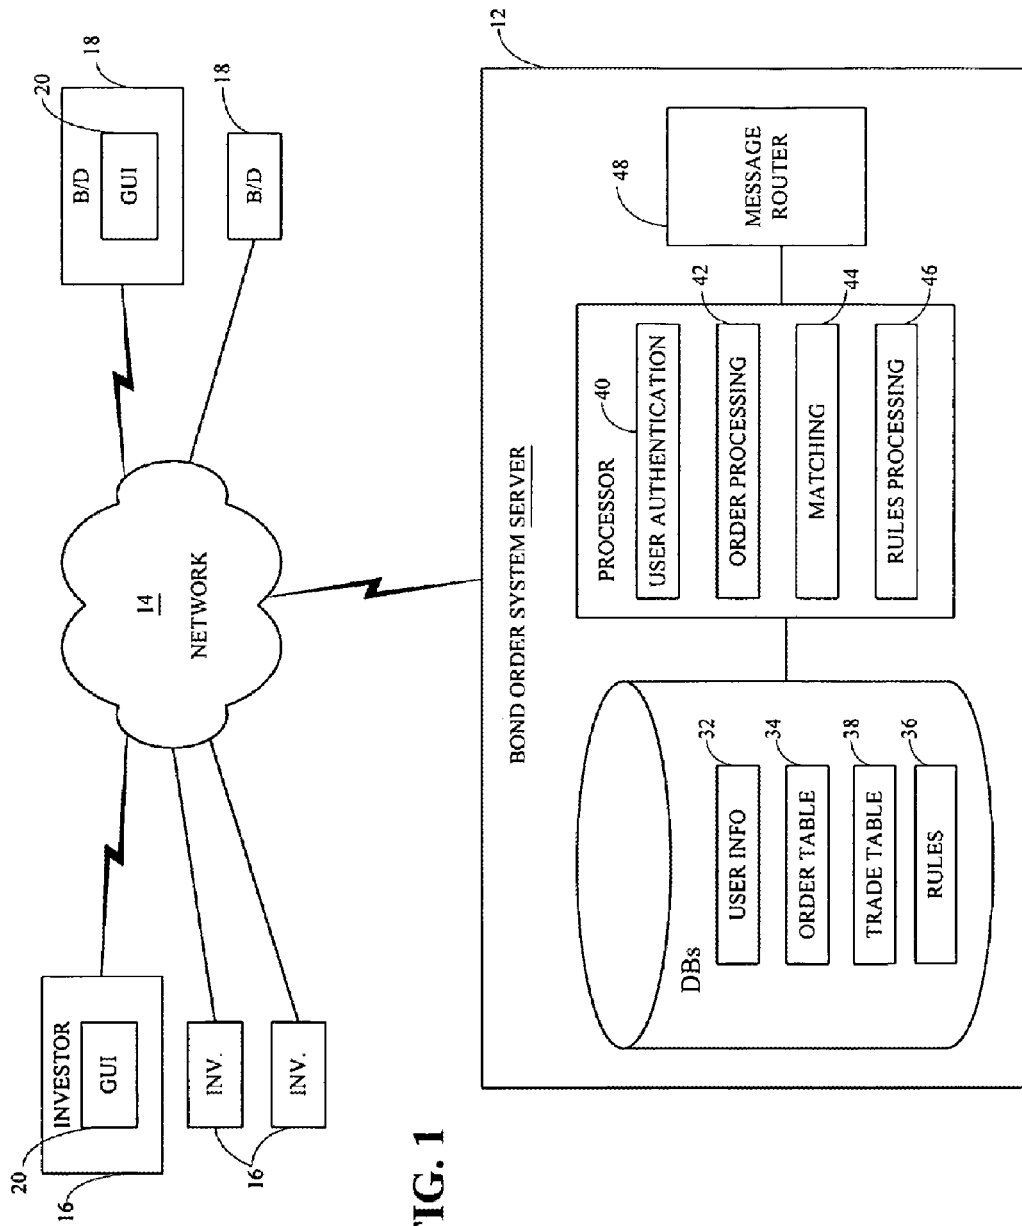 16
20
INVESTOR
GUI
16
INV.
INV.
14
NETWORK
20
18
B/D
GUI
18
B/D
12
BOND ORDER SYSTEM SERVER
DBs
32
USER INFO
34
ORDER TABLE
38
TRADE TABLE
36
RULES
PROCESSOR
40
USER AUTHENTICATION
42
ORDER PROCESSING
44
MATCHING
46
RULES PROCESSING
48
MESSAGE
ROUTER
FIG. 1